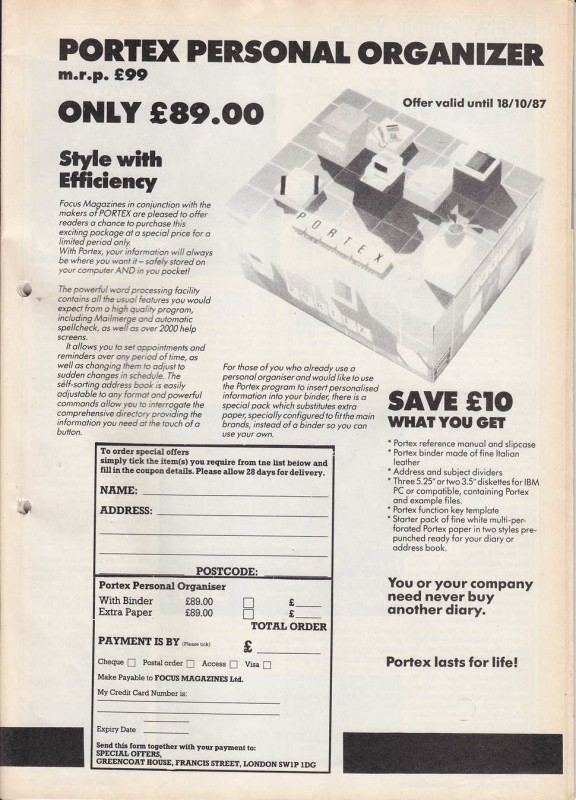 PORTEX PERSONAL ORGANIZER
m.r.p. £99
ONLY £89.00
Offer valid until 18/10/87
Style with
Efficiency
Focus Magazines in conjunction with the
makers of PORTEX are pleased to offer
readers a chance to purchase this
exciting package at a special price for a
limited period only.
With Portex, your information will always
be where you want it – safely stored on
your computer AND in you pocket!
The powerful word processing facility
contains all the usual features you would
expect from a high quality program,
including Mailmerge and automatic
spellcheck, as well as over 2000 help
screens.
It allows you to set appointments and
reminders over any period of time, as
well as changing them to adjust to
sudden changes in schedule. The
self-sorting address book is easily
adjustable to any format and powerful
commands allow you to interrogate the
comprehensive directory providing the
information you need at the touch of a
button.
PORTEX
For those of you who already use a
personal organiser and would like to use
the Portex program to insert personalised
information into your binder, there is a
special pack which substitutes extra
paper, specially configured to fit the main
brands, instead of a binder so you can
use your own.
SAVE £10
WHAT YOU GET
* Portex reference manual and slipcase
* Portex binder made of fine Italian
leather
* Address and subject dividers
* Three 5.25" or two 3.5" diskettes for IBM
PC or compatible, containing Portex
and example files.
* Portex function key template
* Starter pack of fine white multi-per-
forated Portex paper in two styles pre-
punched ready for your diary or
address book.
You or your company
need never buy
another diary.
Portex lasts for life!
To order special offers
simply tick the item(s) you require from the list below and
fill in the coupon details. Please allow 28 days for delivery.
NAME:
ADDRESS:
POSTCODE:
Portex Personal Organiser
With Binder £89.00 £
Extra Paper £89.00 £
TOTAL ORDER
PAYMENT IS BY (Please tick) £
Cheque Postal order Access Visa
Make Payable to FOCUS MAGAZINES Ltd.
My Credit Card Number is:
Expiry Date
Send this form together with your payment to:
SPECIAL OFFERS,
GREENCOAT HOUSE, FRANCIS STREET, LONDON SW1P 1DG